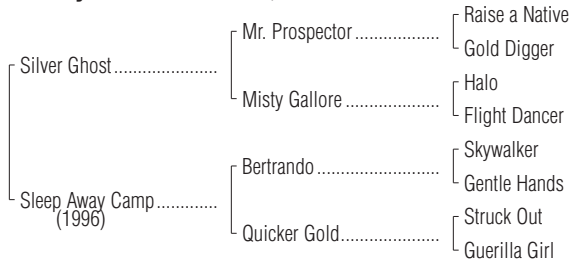 Raise a Native
Mr. Prospector
Gold Digger
Silver Ghost
Halo
Misty Gallore
Flight Dancer
Skywalker
Bertrando
Gentle Hands
Sleep Away Camp
(1996)
Struck Out
Quicker Gold
Guerilla Girl